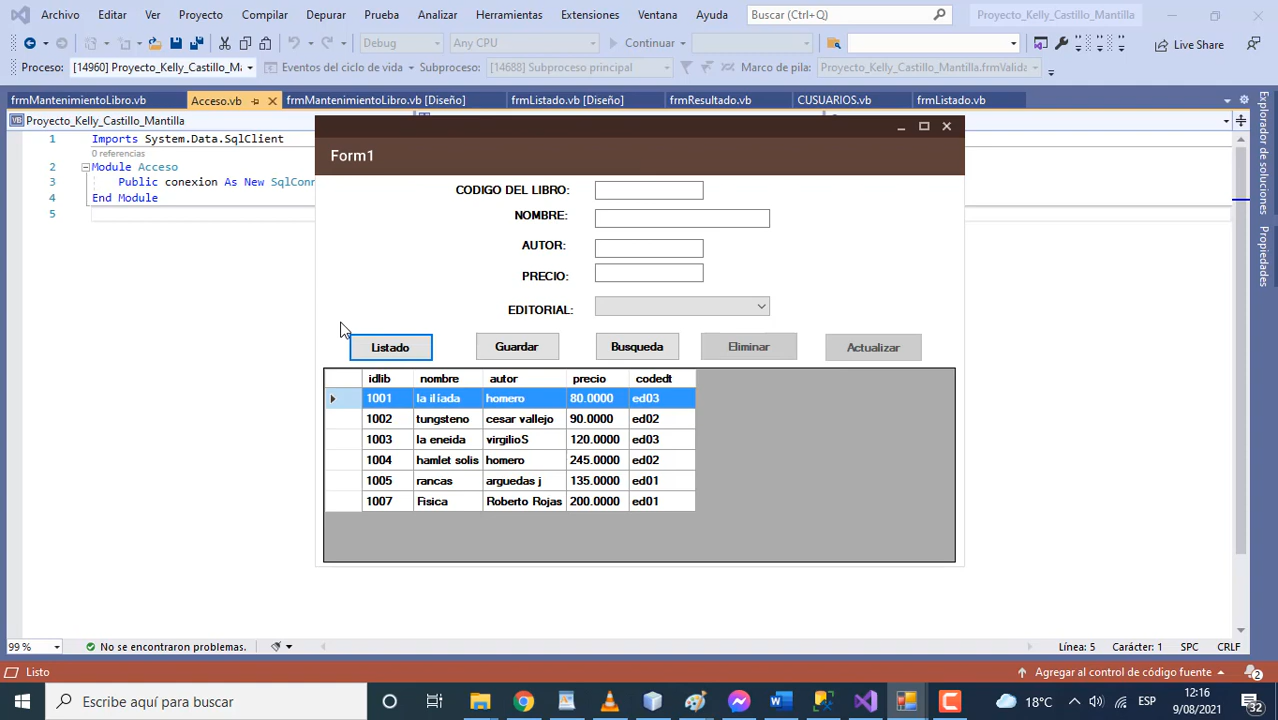 Archivo Editar Ver Proyecto Compilar Depurar Prueba Analizar Herramientas Extensiones Ventana Ayuda Buscar (Ctrl+Q) Proyecto_Kelly_Castillo_Mantilla
Debug Any CPU Continuar Live Share
Proceso: [14960] Proyecto_Kelly_Castillo_Ma Eventos del ciclo de vida Subproceso: [14688] Subproceso principal Marco de pila: Proyecto_Kelly_Castillo_Mantilla.frmValida
frmMantenimientoLibro.vb Acceso.vb frmMantenimientoLibro.vb [Diseño] frmListado.vb [Diseño] frmResultado.vb CUSUARIOS.vb frmListado.vb
VB Proyecto_Kelly_Castillo_Mantilla
1 Imports System.Data.SqlClient
0 referencias
2 Module Acceso
3 Public conexion As New SqlConn
4 End Module
5
Form1
CODIGO DEL LIBRO:
NOMBRE:
AUTOR:
PRECIO:
EDITORIAL:
Listado Guardar Busqueda Eliminar Actualizar
idlib nombre autor precio codedt
1001 la ilíada homero 80.0000 ed03
1002 tungsteno cesar vallejo 90.0000 ed02
1003 la eneida virgilioS 120.0000 ed03
1004 hamlet solis homero 245.0000 ed02
1005 rancas arguedas j 135.0000 ed01
1007 Fisica Roberto Rojas 200.0000 ed01
Explorador de soluciones
Propiedades
99 % No se encontraron problemas. Línea: 5 Carácter: 1 SPC CRLF
Listo Agregar al control de código fuente 2
Escribe aquí para buscar 18°C ESP 12:16
9/08/2021 32